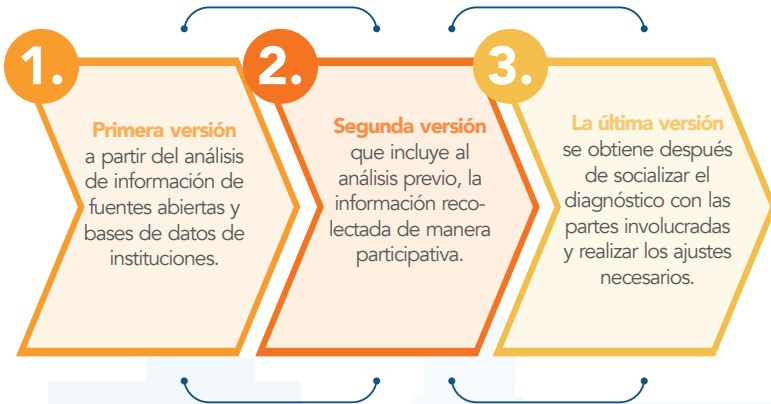 1.
Primera versión
a partir del análisis
de información de
fuentes abiertas y
bases de datos de
instituciones.
2.
Segunda versión
que incluye al
análisis previo, la
información reco-
lectada de manera
participativa.
3.
La última versión
se obtiene después
de socializar el
diagnóstico con las
partes involucradas
y realizar los ajustes
necesarios.